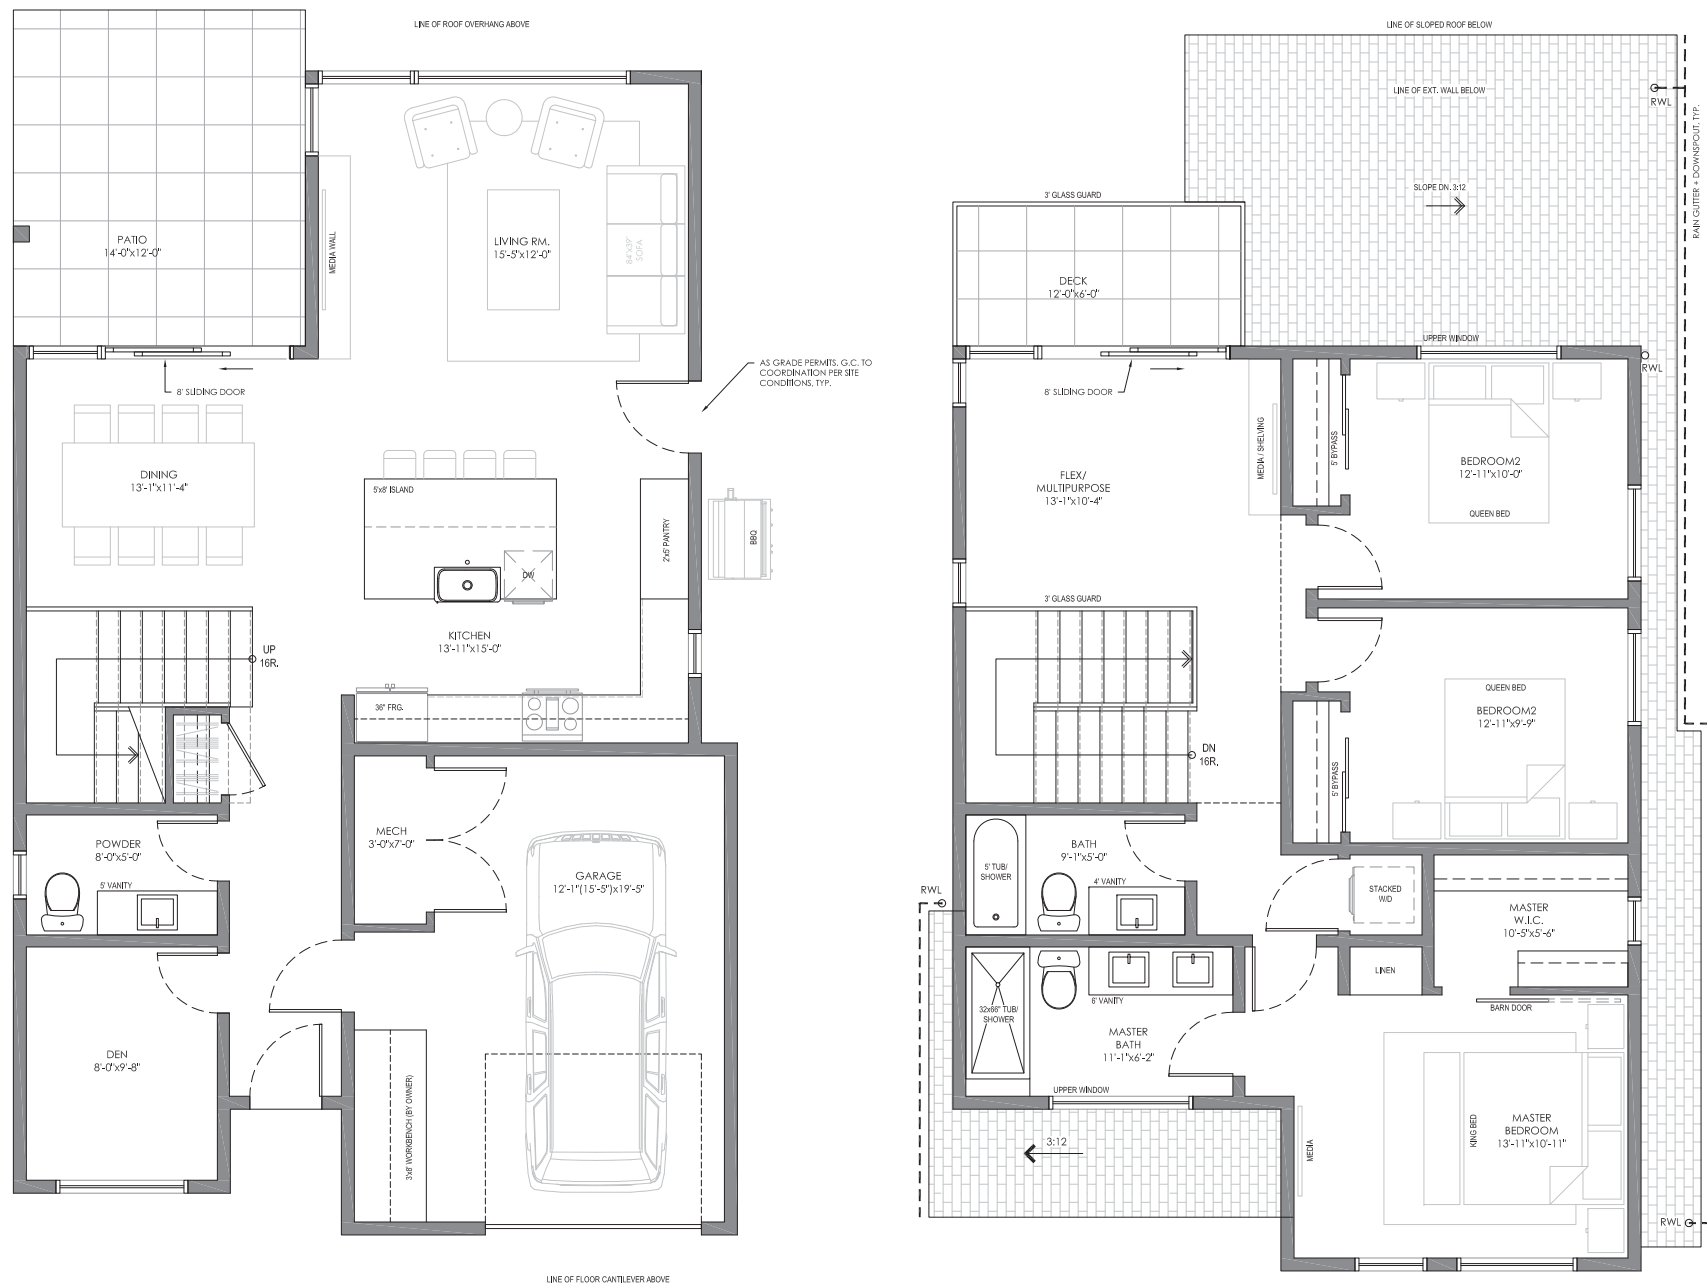 LINE OF ROOF OVERHANG ABOVE
PATIO
14'-0"x12'-0"
MEDIA WALL
LIVING RM.
15'-5"x12'-0"
84"x39"
SOFA
8' SLIDING DOOR
AS GRADE PERMITS, G.C. TO
COORDINATION PER SITE
CONDITIONS, TYP.
DINING
13'-1"x11'-4"
5'x8' ISLAND
DW
2'x5' PANTRY
BBQ
KITCHEN
13'-11"x15'-0"
UP
16R.
36" FRG.
MECH
3'-0"x7'-0"
POWDER
8'-0"x5'-0"
5' VANITY
GARAGE
12'-1"(15'-5")x19'-5"
DEN
8'-0"x9'-8"
3'x8' WORKBENCH (BY OWNER)
LINE OF FLOOR CANTILEVER ABOVE
LINE OF SLOPED ROOF BELOW
LINE OF EXT. WALL BELOW
RWL
RAIN GUTTER + DOWNSPOUT, TYP.
SLOPE DN. 3:12
3' GLASS GUARD
DECK
12'-0"x6'-0"
UPPER WINDOW
RWL
8' SLIDING DOOR
MEDIA / SHELVING
5' BYPASS
FLEX/
MULTIPURPOSE
13'-1"x10'-4"
BEDROOM2
12'-11"x10'-0"
QUEEN BED
3' GLASS GUARD
QUEEN BED
BEDROOM2
12'-11"x9'-9"
5' BYPASS
DN
16R.
BATH
9'-1"x5'-0"
5' TUB/
SHOWER
4' VANITY
STACKED
W/D
RWL
MASTER
W.I.C.
10'-5"x5'-6"
LINEN
BARN DOOR
32x66" TUB/
SHOWER
6' VANITY
MASTER
BATH
11'-1"x6'-2"
UPPER WINDOW
3:12
MEDIA
KING BED
MASTER
BEDROOM
13'-11"x10'-11"
RWL